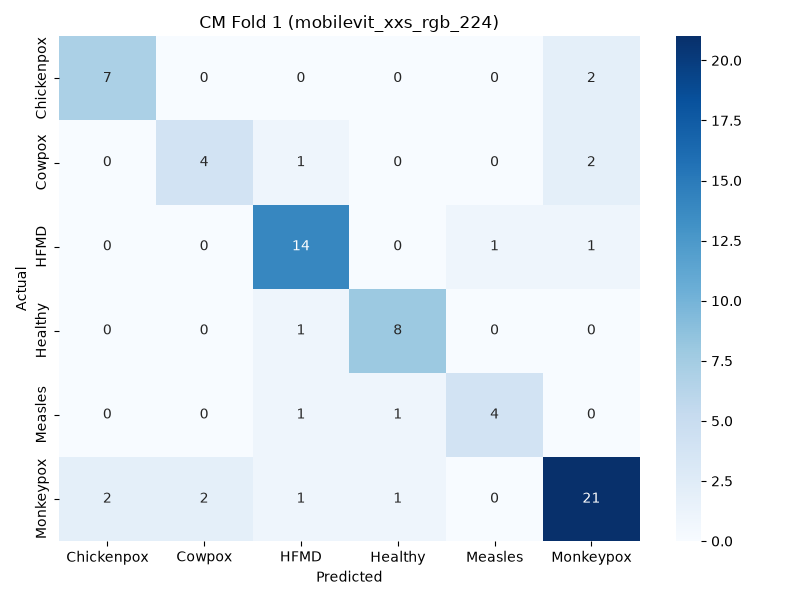 CM Fold 1 (mobilevit_xxs_rgb_224)
Actual
Chickenpox 7 0 0 0 0 2
Cowpox 0 4 1 0 0 2
HFMD 0 0 14 0 1 1
Healthy 0 0 1 8 0 0
Measles 0 0 1 1 4 0
Monkeypox 2 2 1 1 0 21
Chickenpox Cowpox HFMD Healthy Measles Monkeypox
Predicted
20.0
17.5
15.0
12.5
10.0
7.5
5.0
2.5
0.0